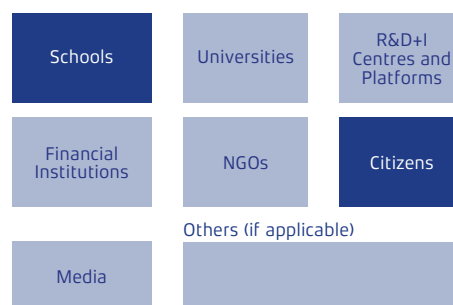 Schools
Universities
R&D+I
Centres and
Platforms
Financial
Institutions
NGOs
Citizens
Others (if applicable)
Media